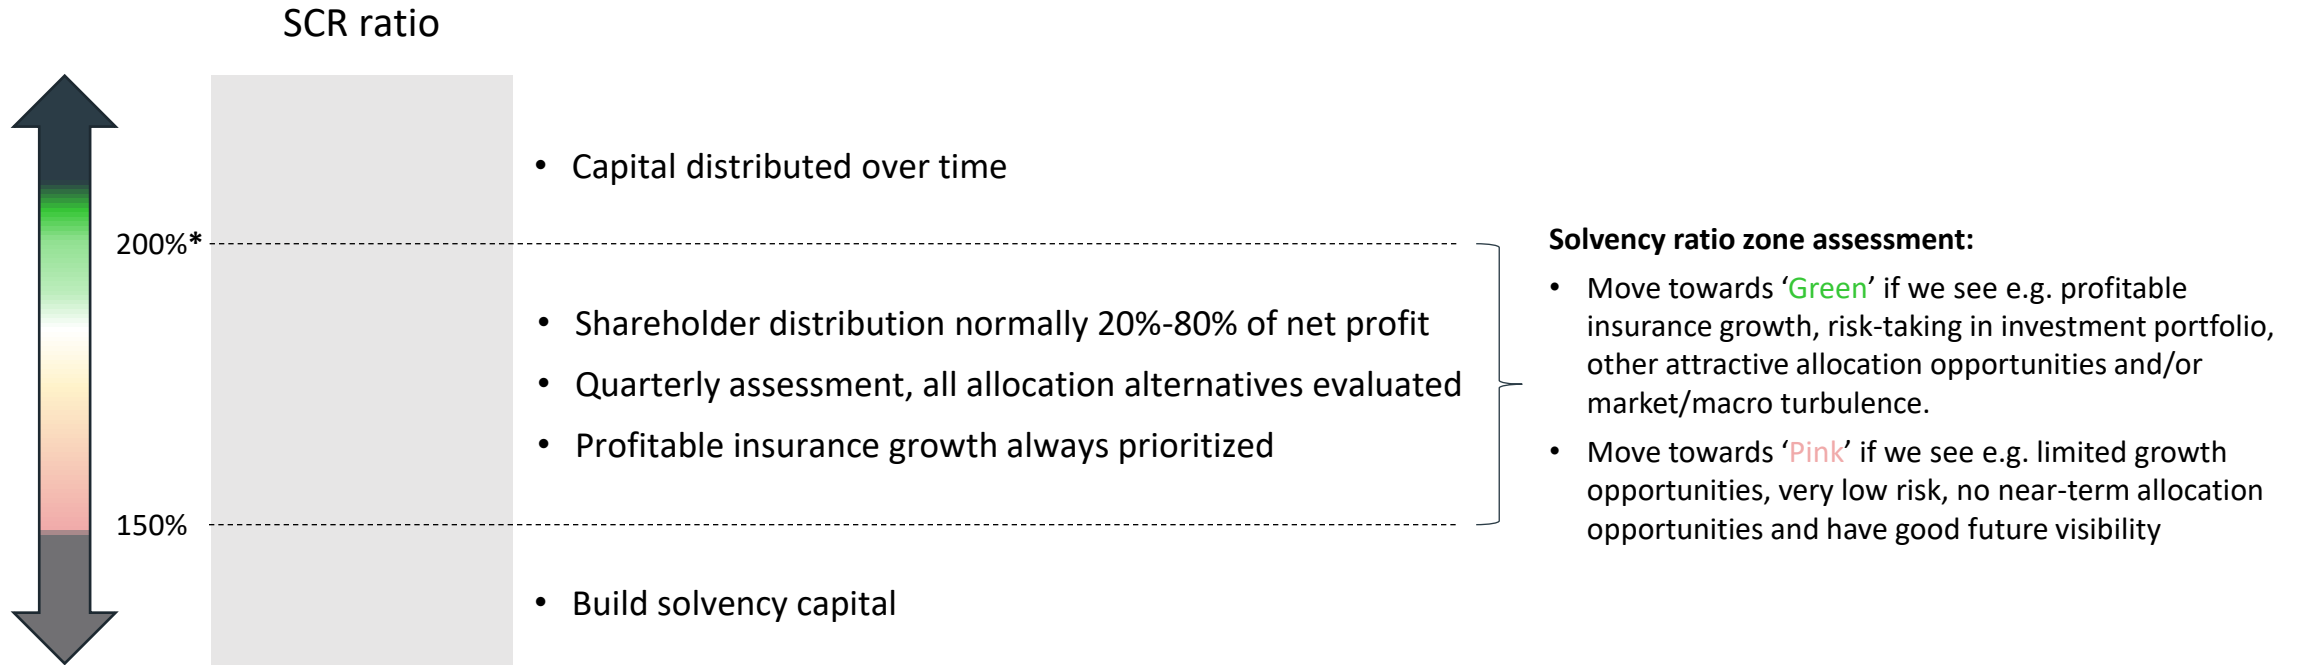 SCR ratio
• Capital distributed over time
200%*
• Shareholder distribution normally 20%-80% of net profit
• Quarterly assessment, all allocation alternatives evaluated
• Profitable insurance growth always prioritized
150%
• Build solvency capital
Solvency ratio zone assessment:
• Move towards ‘Green’ if we see e.g. profitable
insurance growth, risk-taking in investment portfolio,
other attractive allocation opportunities and/or
market/macro turbulence.
• Move towards ‘Pink’ if we see e.g. limited growth
opportunities, very low risk, no near-term allocation
opportunities and have good future visibility